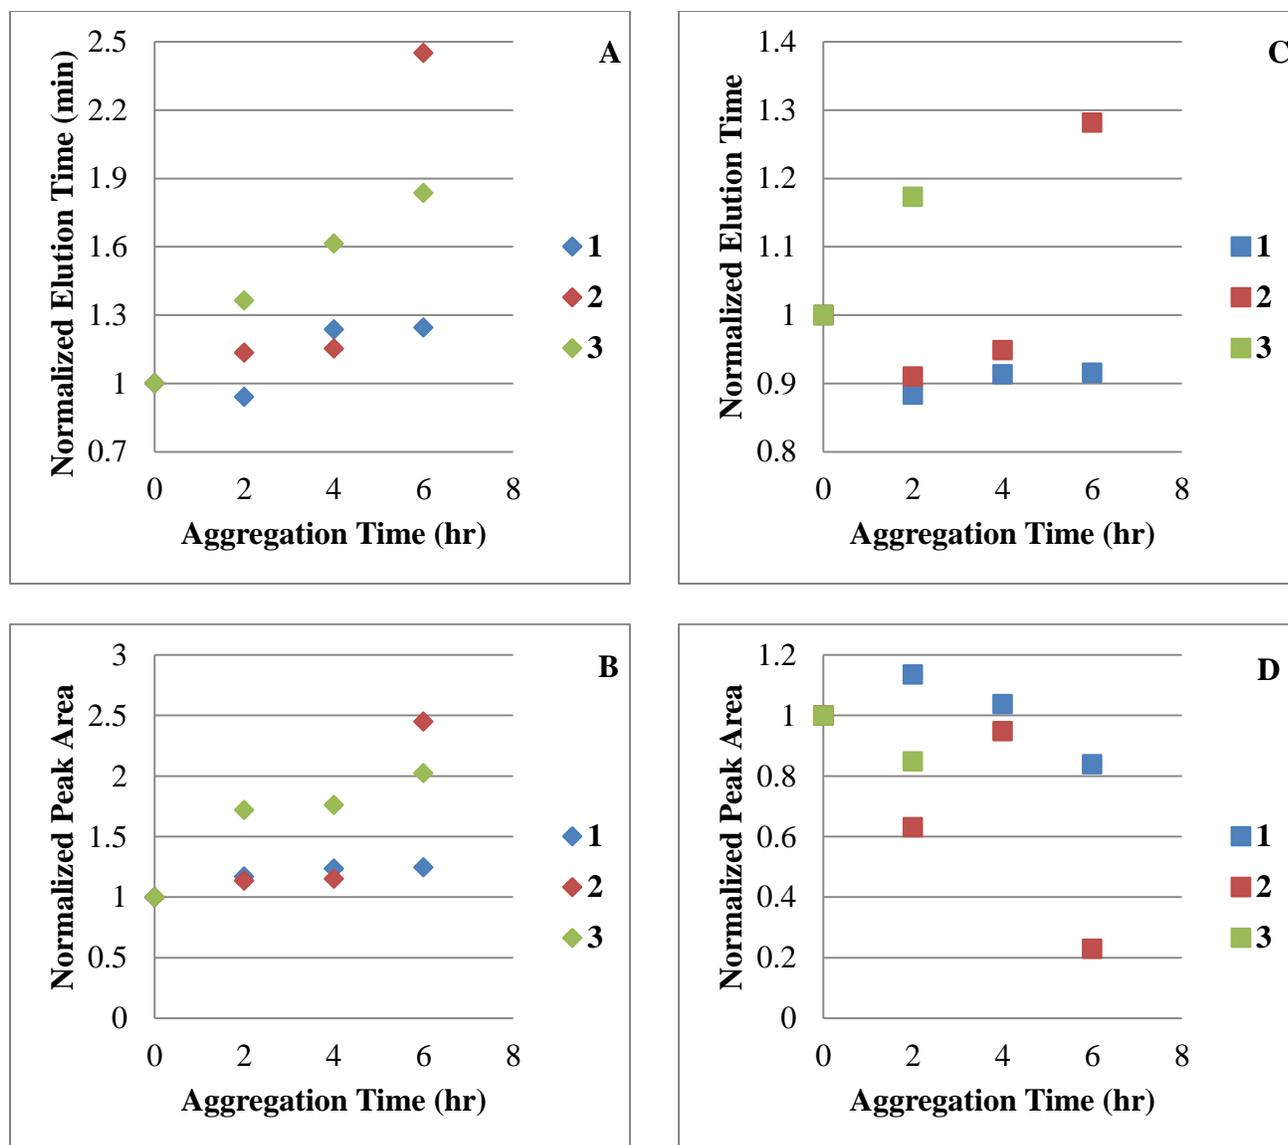 A
Normalized Elution Time (min)
2.5
2.2
1.9
1.6
1.3
1
0.7
0 2 4 6 8
Aggregation Time (hr)
1
2
3
C
Normalized Elution Time
1.4
1.3
1.2
1.1
1
0.9
0.8
0 2 4 6 8
Aggregation Time (hr)
1
2
3
B
Normalized Peak Area
3
2.5
2
1.5
1
0.5
0
0 2 4 6 8
Aggregation Time (hr)
1
2
3
D
Normalized Peak Area
1.2
1
0.8
0.6
0.4
0.2
0
0 2 4 6 8
Aggregation Time (hr)
1
2
3